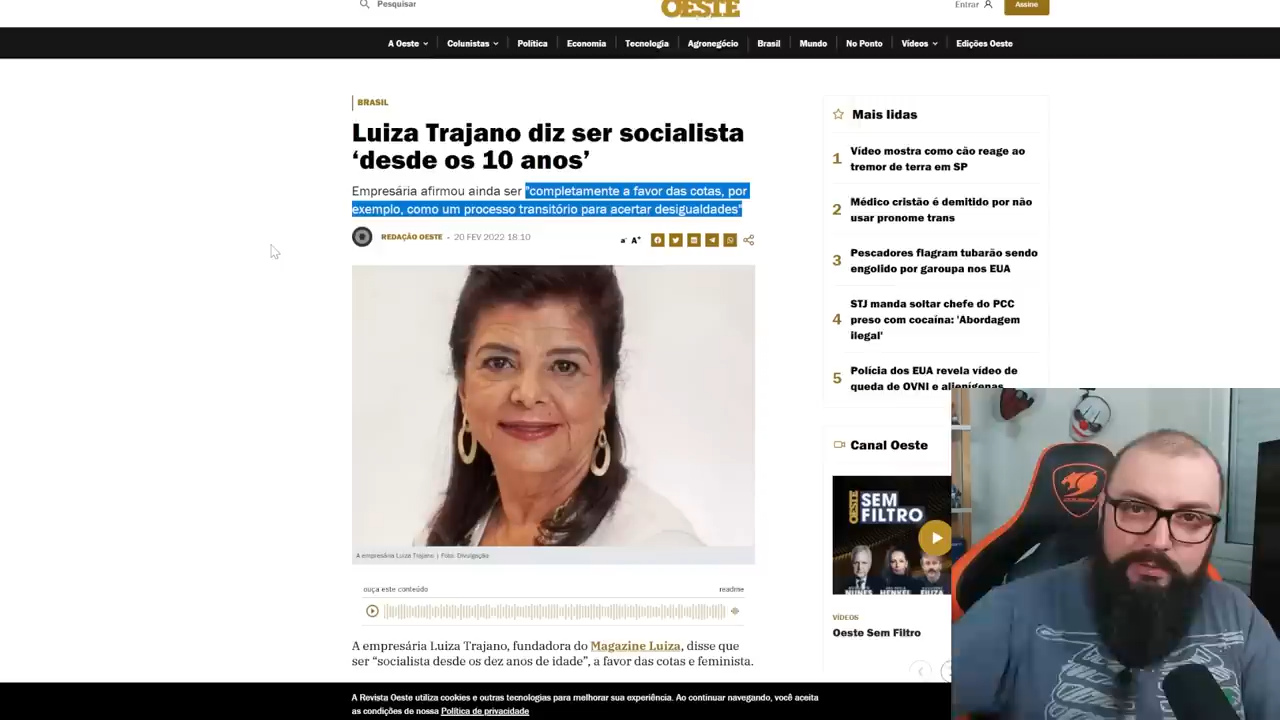 Pesquisar
OESTE
Entrar
Assine
A Oeste
Colunistas
Política
Economia
Tecnologia
Agronegócio
Brasil
Mundo
No Ponto
Vídeos
Edições Oeste
BRASIL
Luiza Trajano diz ser socialista
‘desde os 10 anos’
Empresária afirmou ainda ser "completamente a favor das cotas, por
exemplo, como um processo transitório para acertar desigualdades"
REDAÇÃO OESTE - 20 FEV 2022 18:10
A empresária Luiza Trajano | Foto: Divulgação
ouça este conteúdo
readme
A empresária Luiza Trajano, fundadora do Magazine Luiza, disse que
ser “socialista desde os dez anos de idade”, a favor das cotas e feminista.
Mais lidas
1 Vídeo mostra como cão reage ao
tremor de terra em SP
2 Médico cristão é demitido por não
usar pronome trans
3 Pescadores flagram tubarão sendo
engolido por garoupa nos EUA
4 STJ manda soltar chefe do PCC
preso com cocaína: 'Abordagem
ilegal'
5 Polícia dos EUA revela vídeo de
queda de OVNI e alienígenas
Canal Oeste
OESTE
SEM
FILTRO
NUNES HENKEL FIUZA
VÍDEOS
Oeste Sem Filtro
COUGAR
A Revista Oeste utiliza cookies e outras tecnologias para melhorar sua experiência. Ao continuar navegando, você aceita
as condições de nossa Política de privacidade